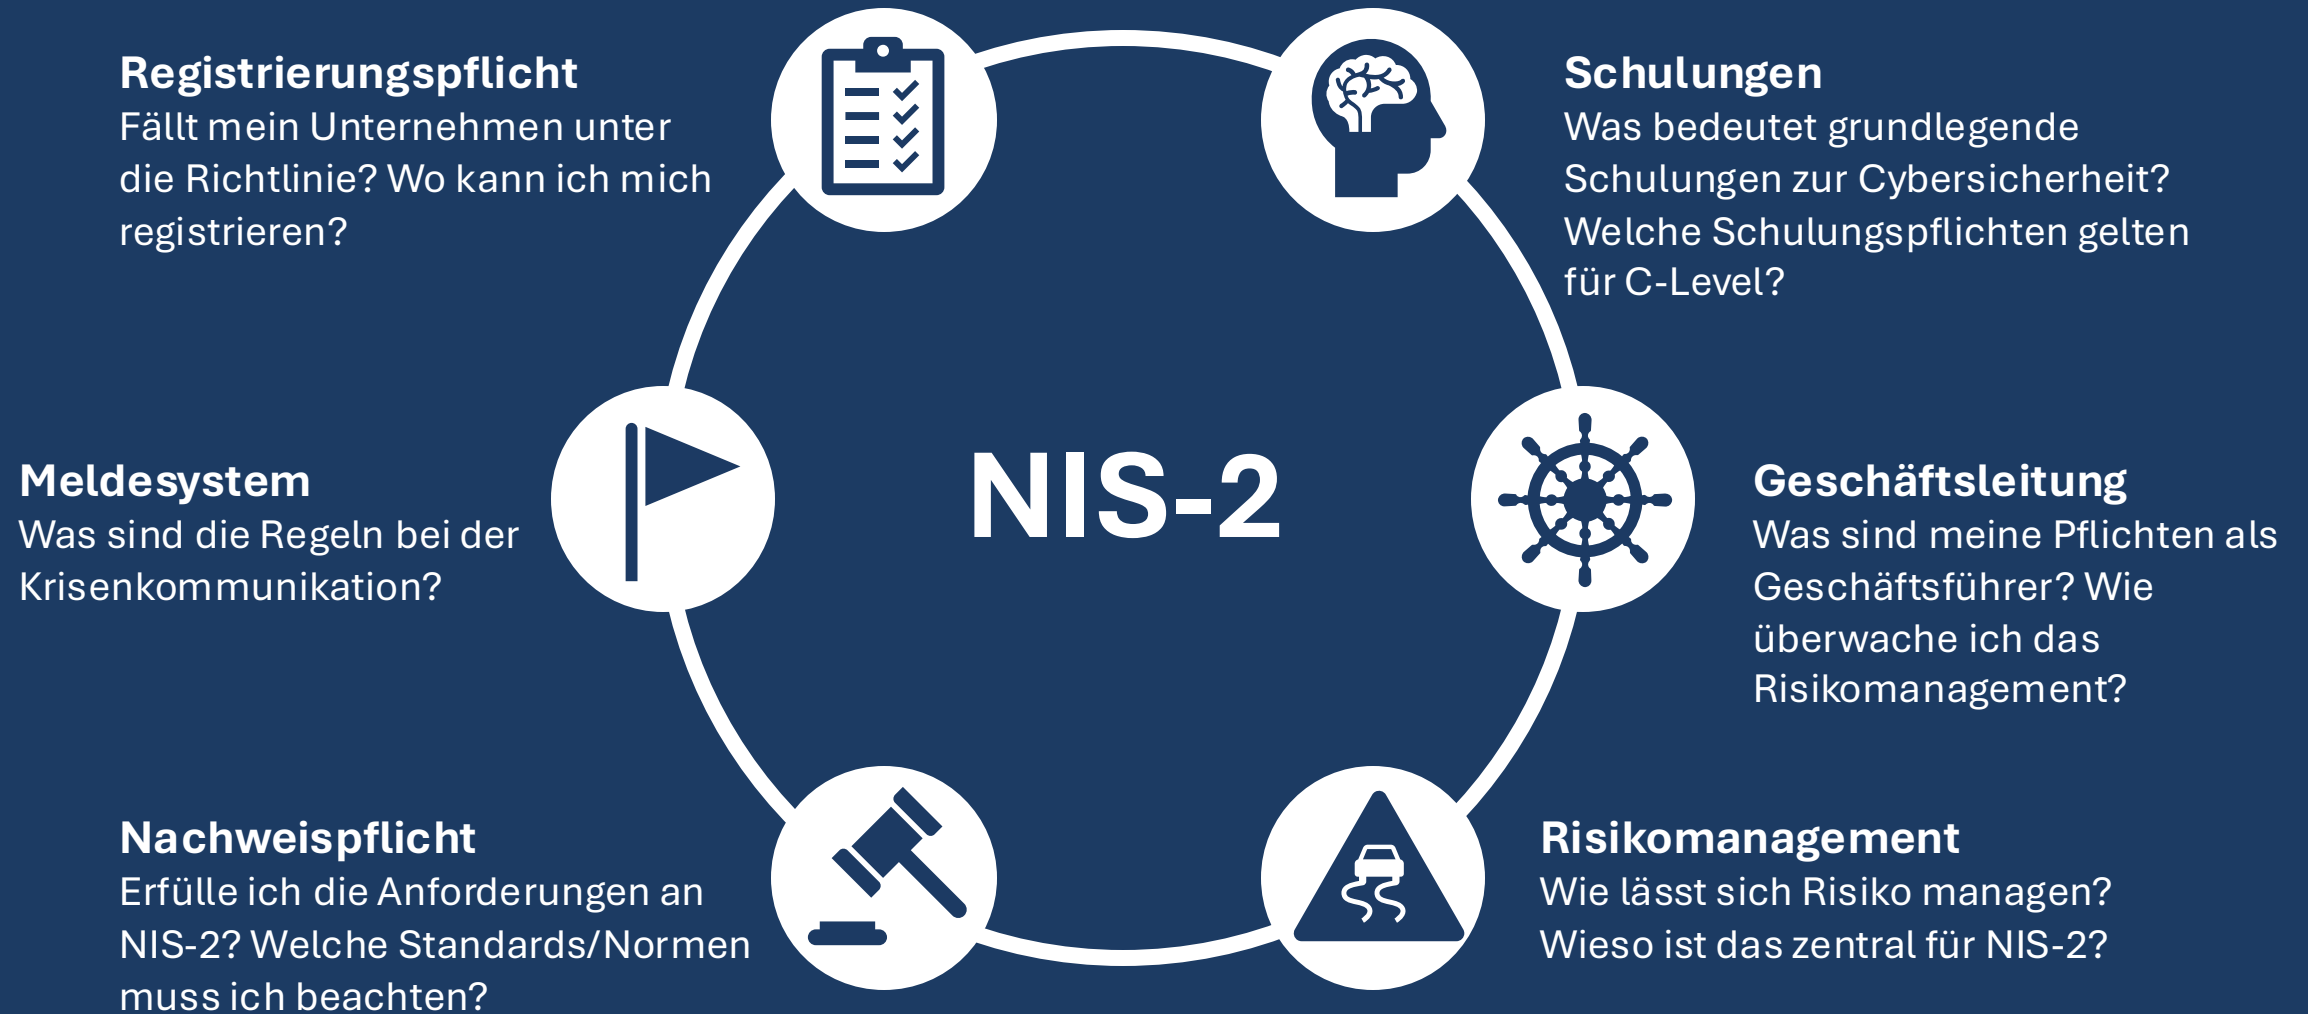 Registrierungspflicht
Fällt mein Unternehmen unter
die Richtlinie? Wo kann ich mich
registrieren?
Schulungen
Was bedeutet grundlegende
Schulungen zur Cybersicherheit?
Welche Schulungspflichten gelten
für C-Level?
Meldesystem
Was sind die Regeln bei der
Krisenkommunikation?
NIS-2
Geschäftsleitung
Was sind meine Pflichten als
Geschäftsführer? Wie
überwache ich das
Risikomanagement?
Nachweispflicht
Erfülle ich die Anforderungen an
NIS-2? Welche Standards/Normen
muss ich beachten?
Risikomanagement
Wie lässt sich Risiko managen?
Wieso ist das zentral für NIS-2?